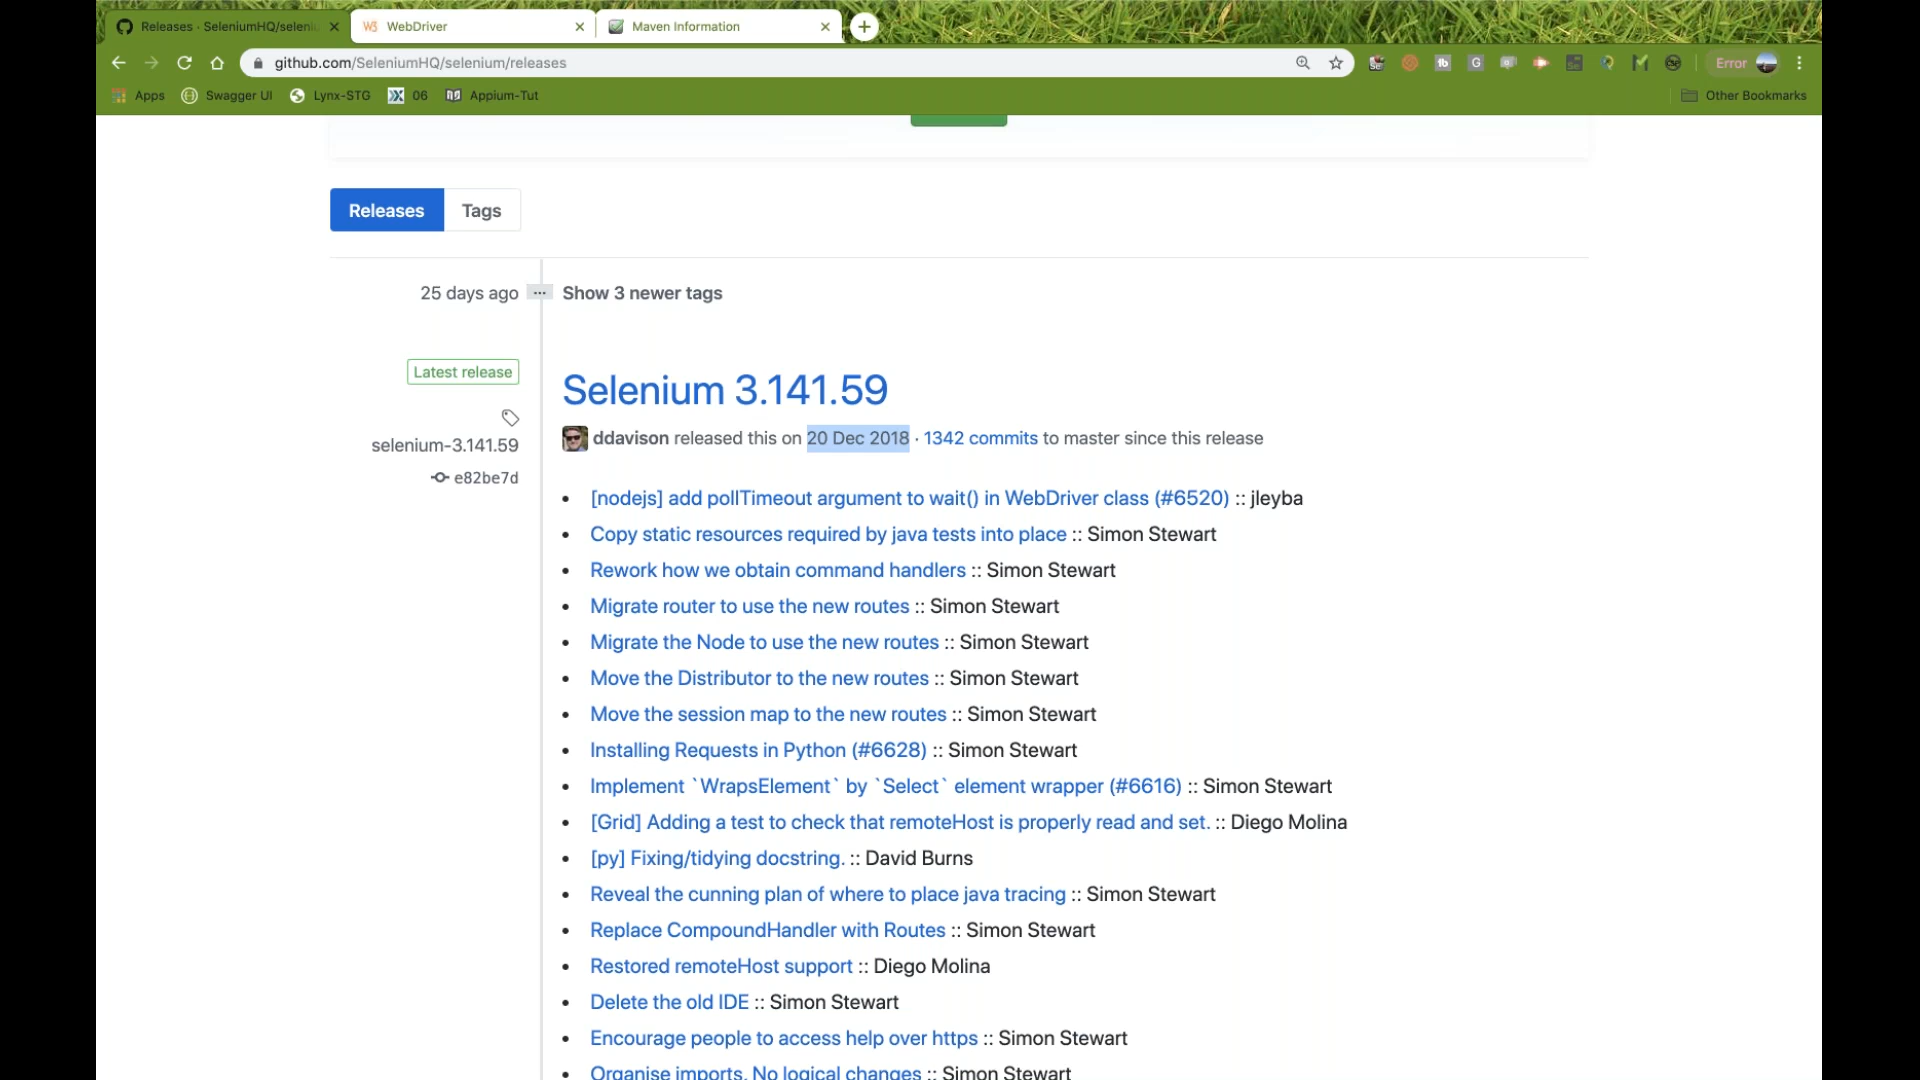 Releases · SeleniumHQ/seleni
WebDriver
Maven Information
github.com/SeleniumHQ/selenium/releases
Error
Apps
Swagger UI
Lynx-STG
06
Appium-Tut
Other Bookmarks
Releases
Tags
25 days ago
Show 3 newer tags
Latest release
selenium-3.141.59
e82be7d
Selenium 3.141.59
ddavison released this on 20 Dec 2018 · 1342 commits to master since this release
• [nodejs] add pollTimeout argument to wait() in WebDriver class (#6520) :: jleyba
• Copy static resources required by java tests into place :: Simon Stewart
• Rework how we obtain command handlers :: Simon Stewart
• Migrate router to use the new routes :: Simon Stewart
• Migrate the Node to use the new routes :: Simon Stewart
• Move the Distributor to the new routes :: Simon Stewart
• Move the session map to the new routes :: Simon Stewart
• Installing Requests in Python (#6628) :: Simon Stewart
• Implement `WrapsElement` by `Select` element wrapper (#6616) :: Simon Stewart
• [Grid] Adding a test to check that remoteHost is properly read and set. :: Diego Molina
• [py] Fixing/tidying docstring. :: David Burns
• Reveal the cunning plan of where to place java tracing :: Simon Stewart
• Replace CompoundHandler with Routes :: Simon Stewart
• Restored remoteHost support :: Diego Molina
• Delete the old IDE :: Simon Stewart
• Encourage people to access help over https :: Simon Stewart
• Organise imports. No logical changes :: Simon Stewart